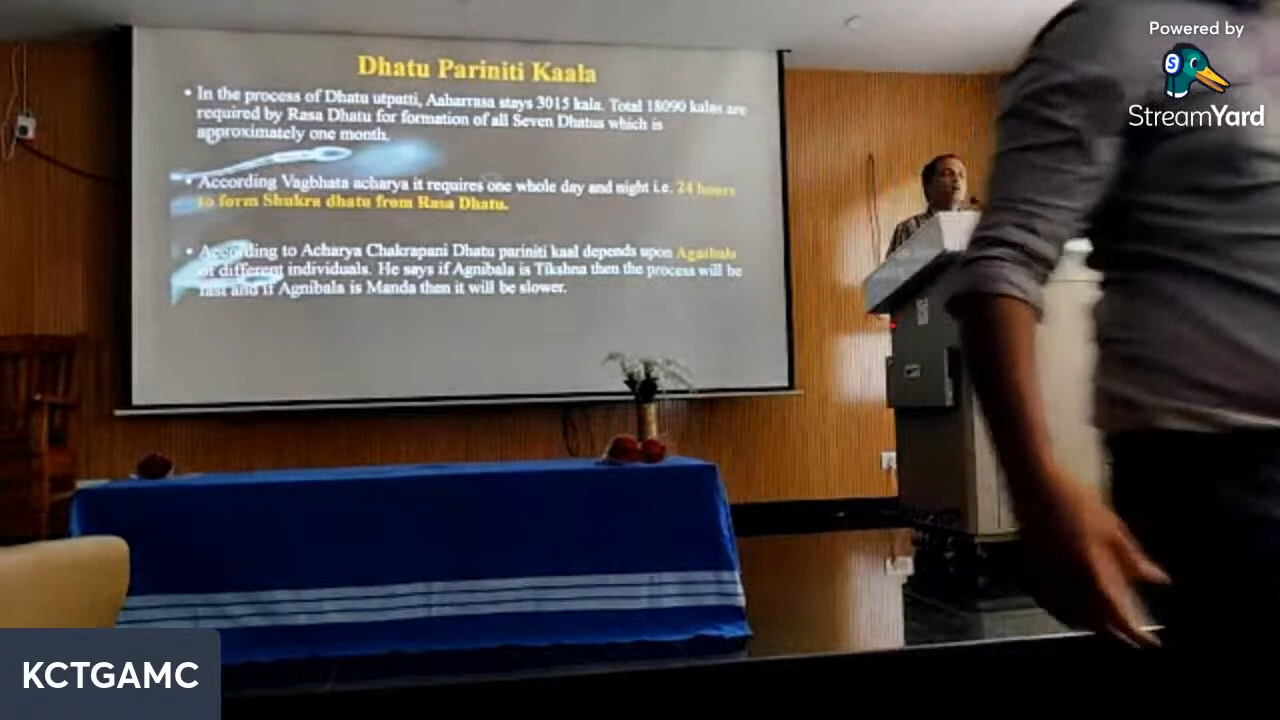 Powered by
StreamYard
Dhatu Pariniti Kaala
• In the process of Dhatu utpatti, Aaharrasa stays 3015 kala. Total 18090 kalas are
required by Rasa Dhatu for formation of all Seven Dhatus which is
approximately one month.
• According Vagbhata acharya it requires one whole day and night i.e. 24 hours
to form Shukra dhatu from Rasa Dhatu.
• According to Acharya Chakrapani Dhatu pariniti kaal depends upon Agnibala
of different individuals. He says if Agnibala is Tikshna then the process will be
fast and if Agnibala is Manda then it will be slower.
KCTGAMC